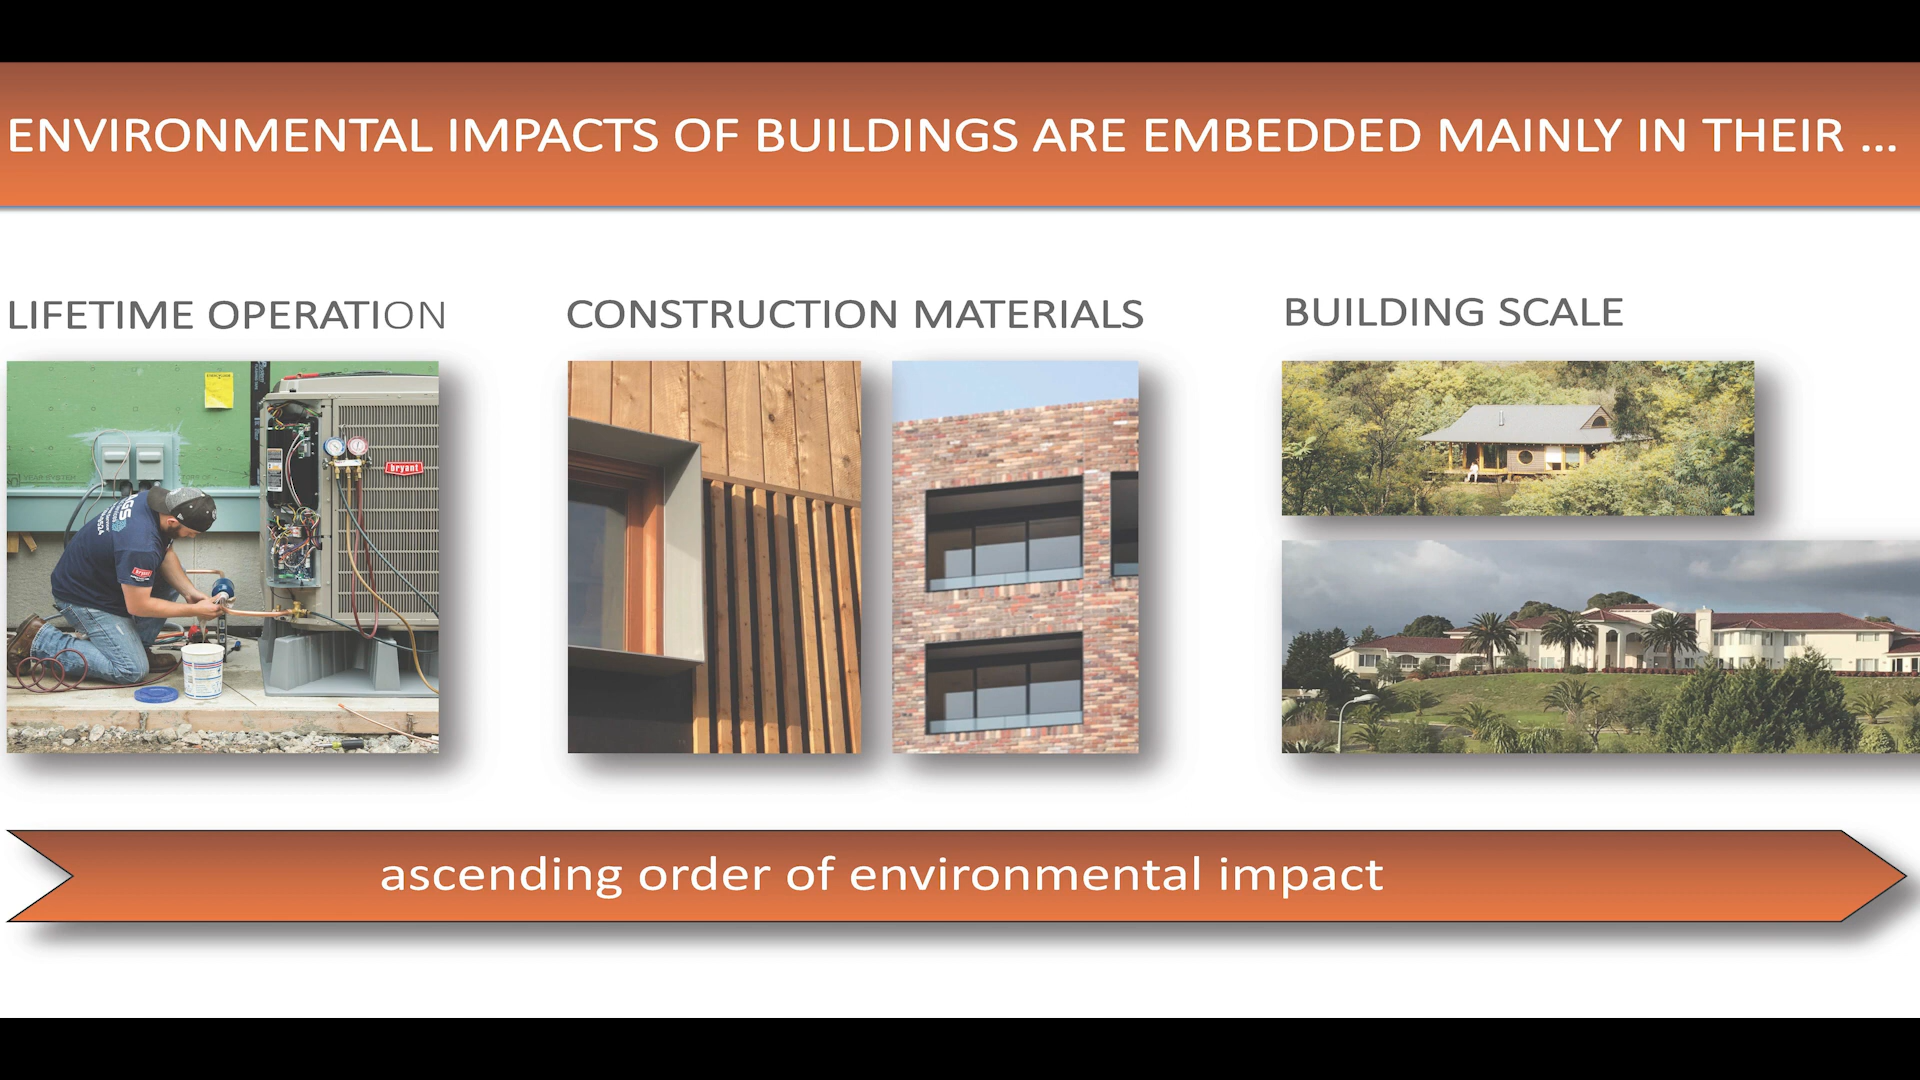 ENVIRONMENTAL IMPACTS OF BUILDINGS ARE EMBEDDED MAINLY IN THEIR ...
LIFETIME OPERATION
CONSTRUCTION MATERIALS
BUILDING SCALE
bryant
ascending order of environmental impact